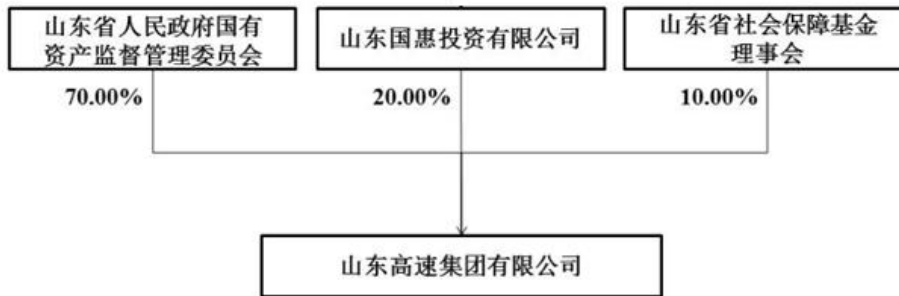 山东省人民政府国有
资产监督管理委员会
山东国惠投资有限公司
山东省社会保障基金
理事会
70.00%
20.00%
10.00%
山东高速集团有限公司